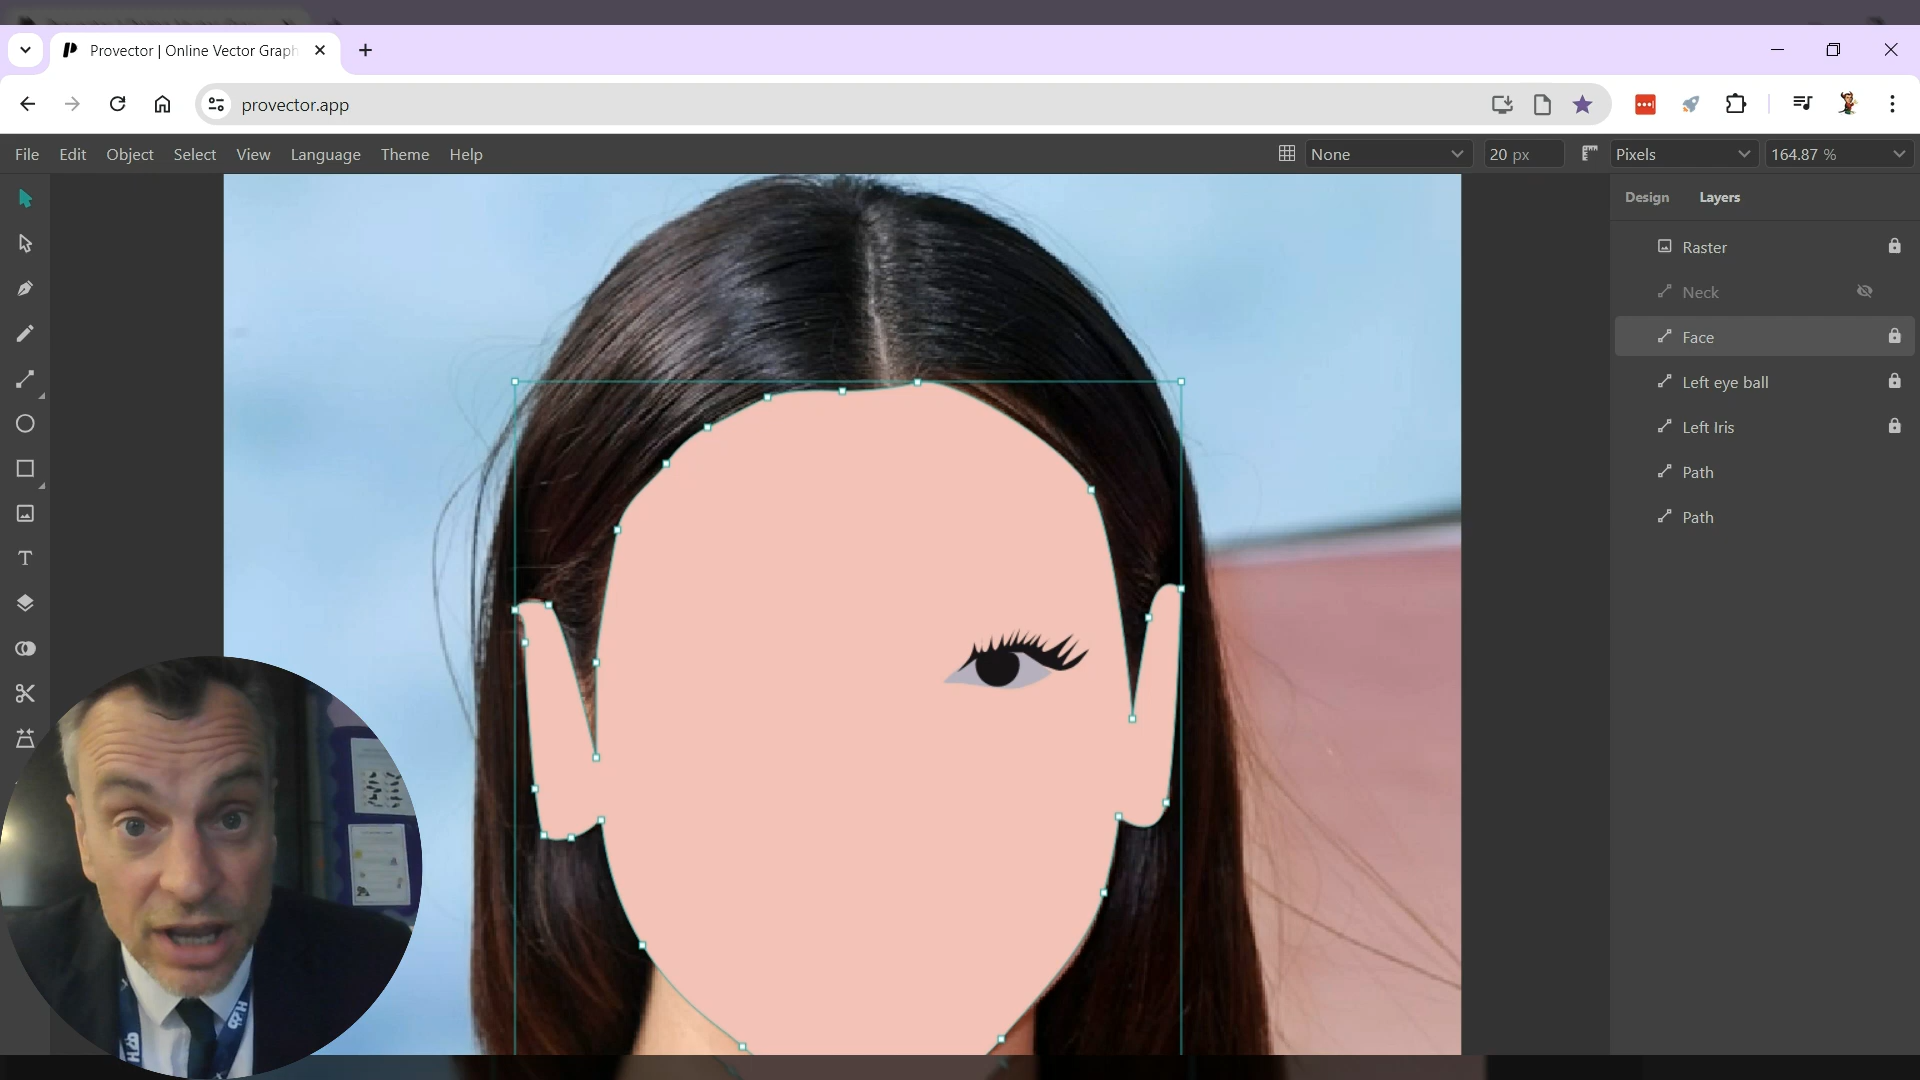 Provector | Online Vector Graph
provector.app
File Edit Object Select View Language Theme Help
None
20 px
Pixels
164.87 %
Design Layers
Raster
Neck
Face
Left eye ball
Left Iris
Path
Path